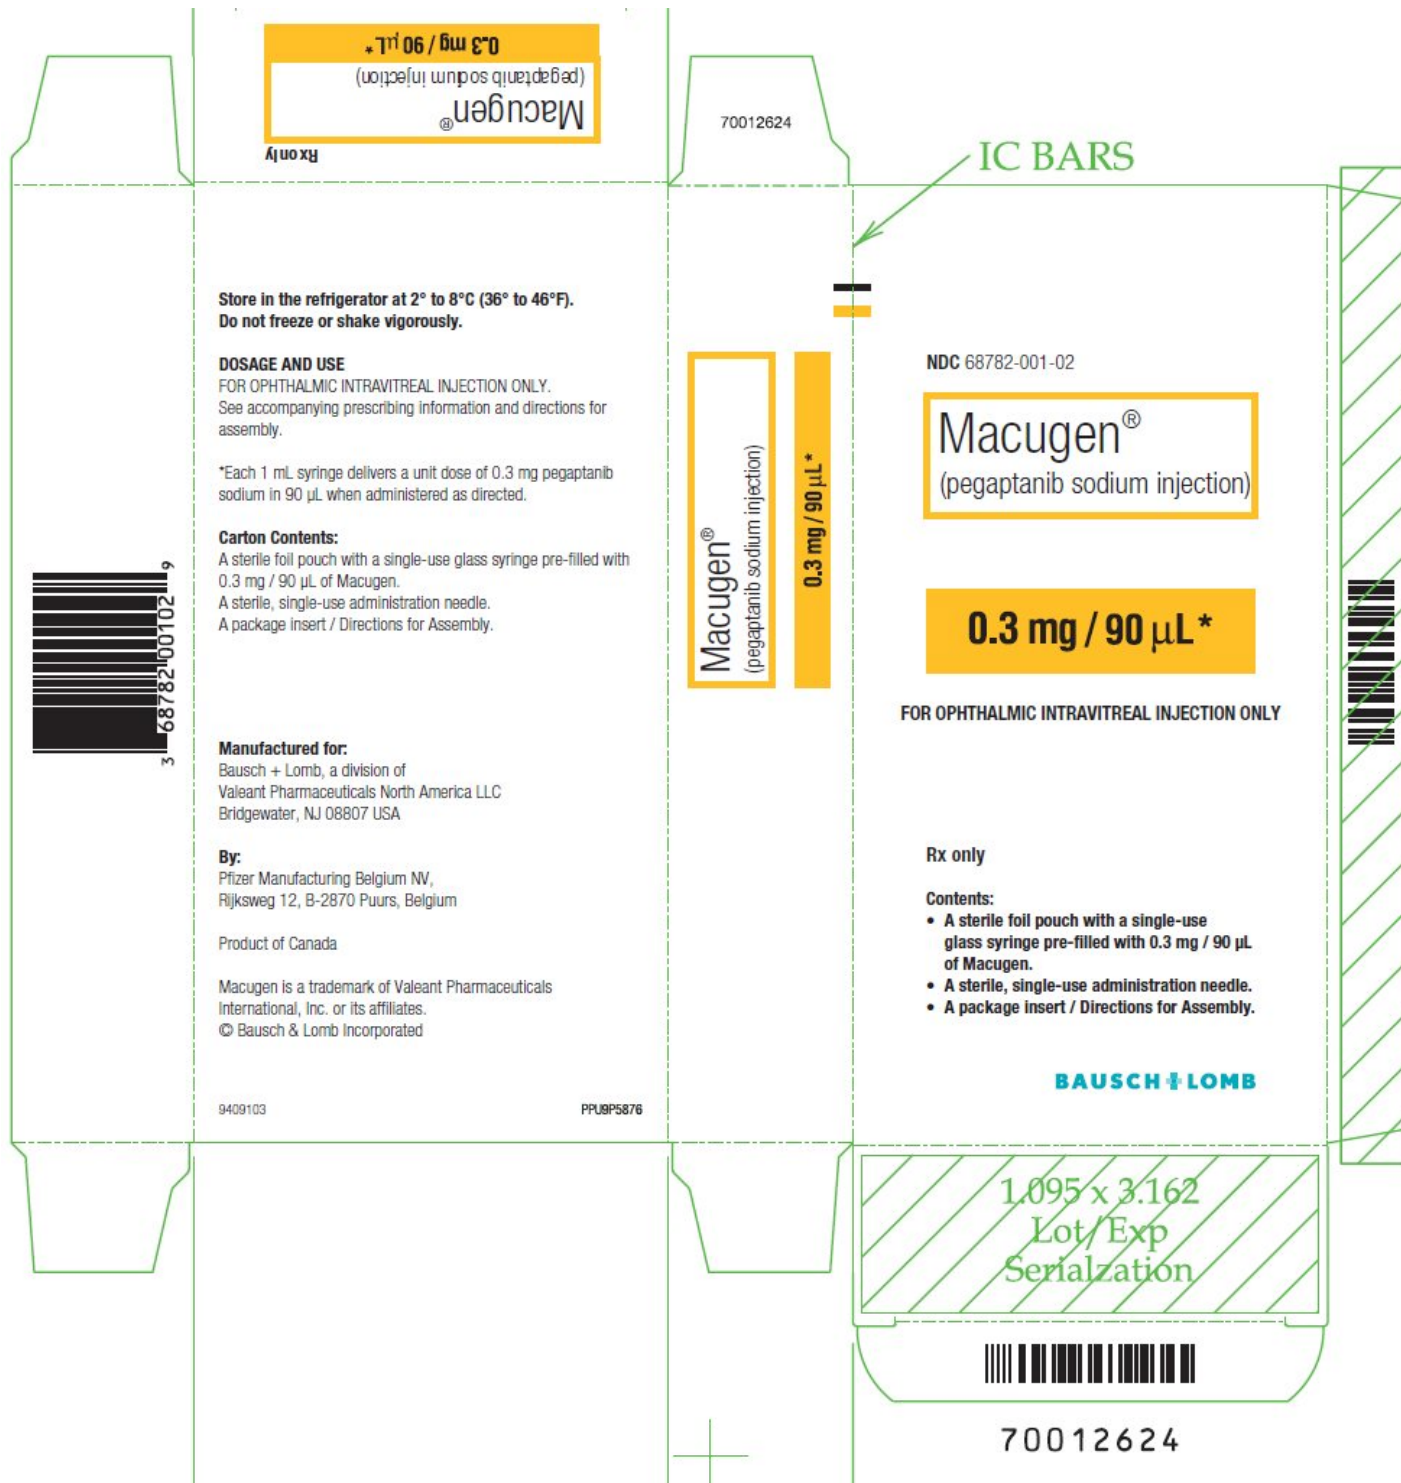 Rx only
Macugen®
(pegaptanib sodium injection)
0.3 mg / 90 µL*
70012624
IC BARS
Store in the refrigerator at 2° to 8°C (36° to 46°F).
Do not freeze or shake vigorously.
DOSAGE AND USE
FOR OPHTHALMIC INTRAVITREAL INJECTION ONLY.
See accompanying prescribing information and directions for
assembly.
*Each 1 mL syringe delivers a unit dose of 0.3 mg pegaptanib
sodium in 90 µL when administered as directed.
Carton Contents:
A sterile foil pouch with a single-use glass syringe pre-filled with
0.3 mg / 90 µL of Macugen.
A sterile, single-use administration needle.
A package insert / Directions for Assembly.
Manufactured for:
Bausch + Lomb, a division of
Valeant Pharmaceuticals North America LLC
Bridgewater, NJ 08807 USA
By:
Pfizer Manufacturing Belgium NV,
Rijksweg 12, B-2870 Puurs, Belgium
Product of Canada
Macugen is a trademark of Valeant Pharmaceuticals
International, Inc. or its affiliates.
© Bausch & Lomb Incorporated
9409103 PPU9P5876
3 68782 00102 9
Macugen®
(pegaptanib sodium injection)
0.3 mg / 90 µL*
NDC 68782-001-02
Macugen®
(pegaptanib sodium injection)
0.3 mg / 90 µL*
FOR OPHTHALMIC INTRAVITREAL INJECTION ONLY
Rx only
Contents:
• A sterile foil pouch with a single-use
glass syringe pre-filled with 0.3 mg / 90 µL
of Macugen.
• A sterile, single-use administration needle.
• A package insert / Directions for Assembly.
BAUSCH + LOMB
1.095 x 3.162
Lot/Exp
Serialzation
70012624